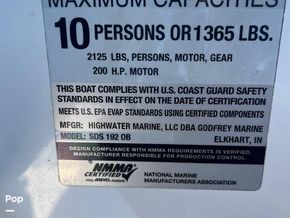 MAXIMUM CAPACITIES
10 PERSONS OR 1365 LBS.
2125 LBS, PERSONS, MOTOR, GEAR
200 H.P. MOTOR
THIS BOAT COMPLIES WITH U.S. COAST GUARD SAFETY
STANDARDS IN EFFECT ON THE DATE OF CERTIFICATION
MEETS U.S. EPA EVAP STANDARDS USING CERTIFIED COMPONENTS
MFGR: HIGHWATER MARINE, LLC DBA GODFREY MARINE
MODEL: SDS 192 OB ELKHART, IN
DESIGN COMPLIANCE WITH NMMA REQUIREMENTS IS VERIFIED.
MANUFACTURER RESPONSIBLE FOR PRODUCTION CONTROL.
NMMA
CERTIFIED
NATIONAL MARINE
MANUFACTURERS ASSOCIATION
Pop